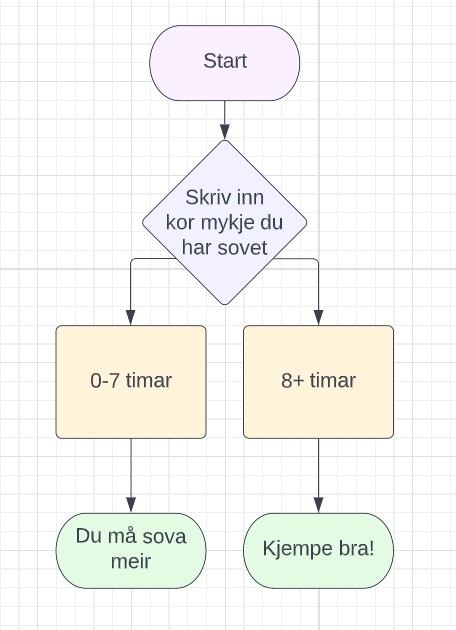 Start
Skriv inn
kor mykje du
har sovet
0-7 timar
8+ timar
Du må sova
meir
Kjempe bra!